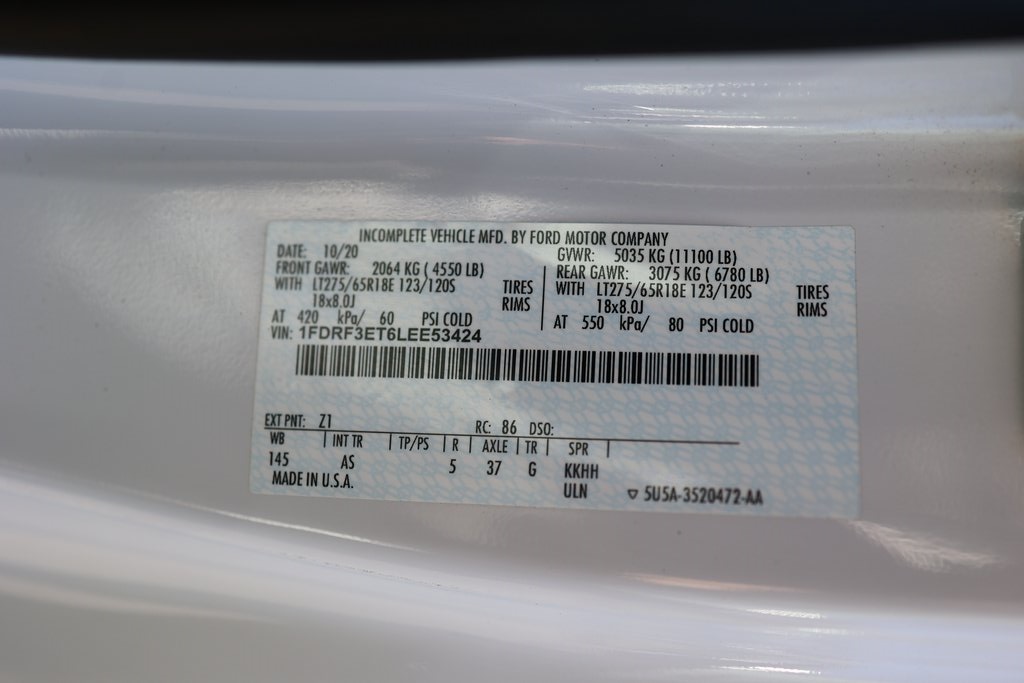 INCOMPLETE VEHICLE MFD. BY FORD MOTOR COMPANY
DATE: 10/20 GVWR: 5035 KG (11100 LB)
FRONT GAWR: 2064 KG ( 4550 LB) REAR GAWR: 3075 KG ( 6780 LB)
WITH LT275/65R18E 123/120S TIRES WITH LT275/65R18E 123/120S TIRES
18x8.0J RIMS 18x8.0J RIMS
AT 420 kPa/ 60 PSI COLD AT 550 kPa/ 80 PSI COLD
VIN: 1FDRF3ET6LEE53424
EXT PNT: Z1 RC: 86 DSO:
WB INT TR TP/PS R AXLE TR SPR
145 AS 5 37 G KKHH
MADE IN U.S.A. ULN ▽ 5U5A-3520472-AA